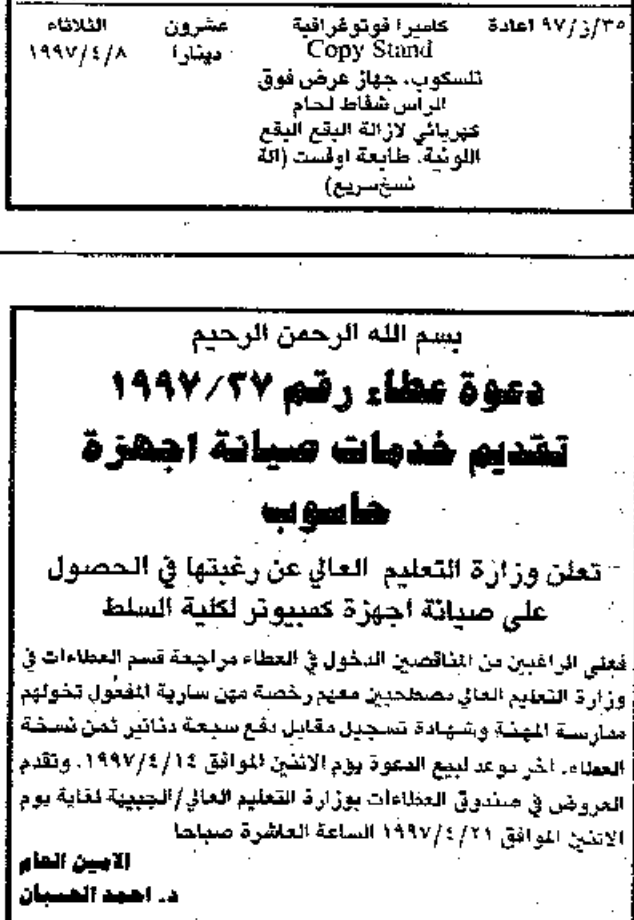 ٣٥/ز/٩٧ اعادة كاميرا فوتوغرافية عشرون الثلاثاء
Copy Stand دينارا ١٩٩٧/٤/٨
تلسكوب، جهاز عرض فوق
الراس شفاط لحام
كهربائي لازالة البقع البقع
اللونية، طابعة اوفست (الة
نسخ سريع)
بسم الله الرحمن الرحيم
دعوة عطاء رقم ١٩٩٧/٢٧
تقديم خدمات صيانة اجهزة
حاسوب
تعلن وزارة التعليم العالي عن رغبتها في الحصول
على صيانة اجهزة كمبيوتر لكلية السلط
فعلى الراغبين من المناقصين الدخول في العطاء مراجعة قسم العطاءات في
وزارة التعليم العالي مصطحبين معهم رخصة مهن سارية المفعول تخولهم
ممارسة المهنة وشهادة تسجيل مقابل دفع سبعة دنانير ثمن نسخة
العطاء. اخر موعد لبيع الدعوة يوم الاثنين الموافق ١٩٩٧/٤/١٤. وتقدم
العروض في صندوق العطاءات بوزارة التعليم العالي/الجبيهة لغاية يوم
الاثنين الموافق ١٩٩٧/٤/٢١ الساعة العاشرة صباحا
الامين العام
د. احمد الحسبان